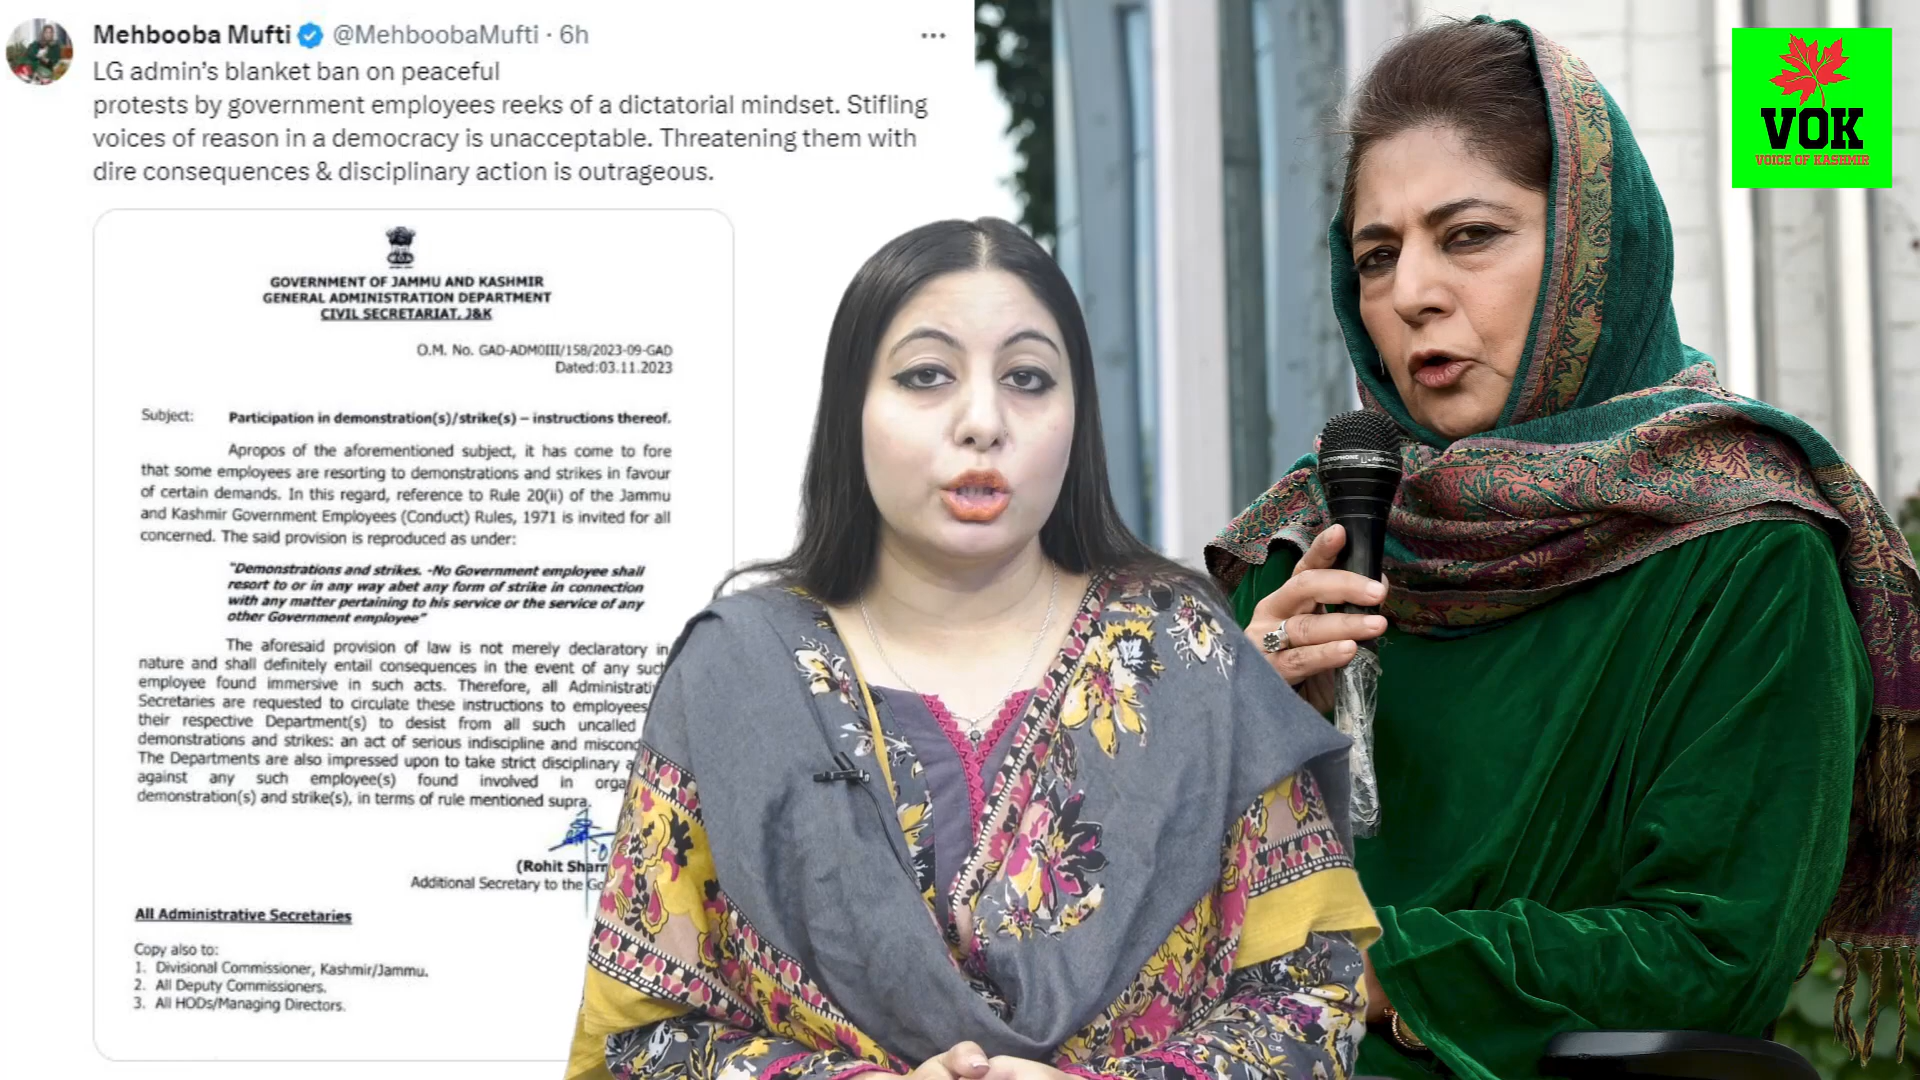 Mehbooba Mufti @MehboobaMufti · 6h
LG admin's blanket ban on peaceful
protests by government employees reeks of a dictatorial mindset. Stifling
voices of reason in a democracy is unacceptable. Threatening them with
dire consequences & disciplinary action is outrageous.
GOVERNMENT OF JAMMU AND KASHMIR
GENERAL ADMINISTRATION DEPARTMENT
CIVIL SECRETARIAT, J&K
O.M. No. GAD-ADM0III/158/2023-09-GAD
Dated:03.11.2023
Subject: Participation in demonstration(s)/strike(s) – instructions thereof.
Apropos of the aforementioned subject, it has come to fore
that some employees are resorting to demonstrations and strikes in favour
of certain demands. In this regard, reference to Rule 20(ii) of the Jammu
and Kashmir Government Employees (Conduct) Rules, 1971 is invited for all
concerned. The said provision is reproduced as under:
"Demonstrations and strikes. -No Government employee shall
resort to or in any way abet any form of strike in connection
with any matter pertaining to his service or the service of any
other Government employee"
The aforesaid provision of law is not merely declaratory in
nature and shall definitely entail consequences in the event of any such
employee found immersive in such acts. Therefore, all Administrati
Secretaries are requested to circulate these instructions to employees
their respective Department(s) to desist from all such uncalled
demonstrations and strikes: an act of serious indiscipline and miscond
The Departments are also impressed upon to take strict disciplinary a
against any such employee(s) found involved in orga
demonstration(s) and strike(s), in terms of rule mentioned supra.
(Rohit Shar
Additional Secretary to the Go
All Administrative Secretaries
Copy also to:
1. Divisional Commissioner, Kashmir/Jammu.
2. All Deputy Commissioners.
3. All HODs/Managing Directors.
VOK
VOICE OF KASHMIR